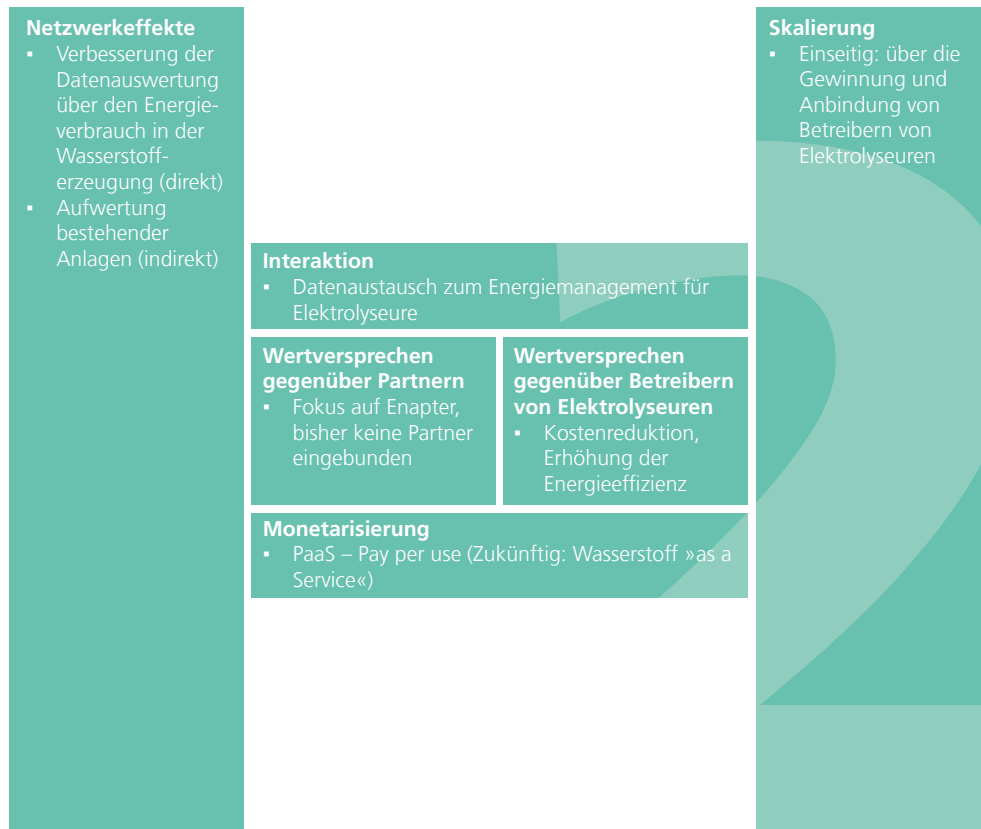 Netzwerkeffekte
▪ Verbesserung der
Datenauswertung
über den Energie-
verbrauch in der
Wasserstoff-
erzeugung (direkt)
▪ Aufwertung
bestehender
Anlagen (indirekt)
Interaktion
▪ Datenaustausch zum Energiemanagement für
Elektrolyseure
Wertversprechen
gegenüber Partnern
▪ Fokus auf Enapter,
bisher keine Partner
eingebunden
Wertversprechen
gegenüber Betreibern
von Elektrolyseuren
▪ Kostenreduktion,
Erhöhung der
Energieeffizienz
Monetarisierung
▪ PaaS – Pay per use (Zukünftig: Wasserstoff »as a
Service«)
Skalierung
▪ Einseitig: über die
Gewinnung und
Anbindung von
Betreibern von
Elektrolyseuren
2